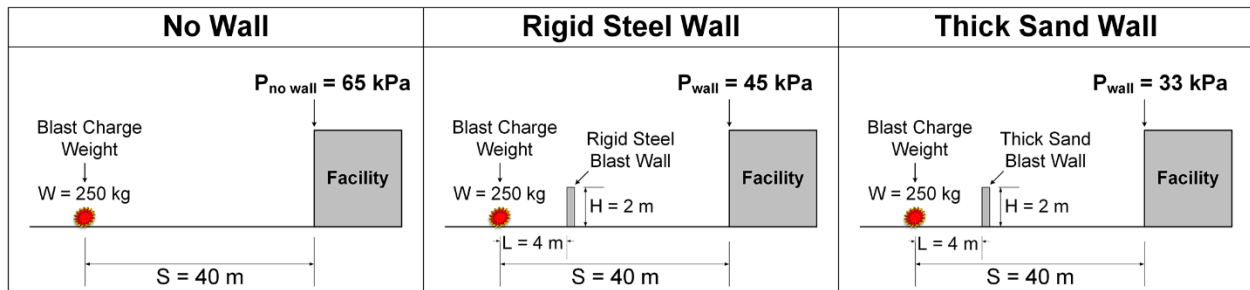 No Wall
P no wall = 65 kPa
Blast Charge
Weight
W = 250 kg
Facility
S = 40 m
Rigid Steel Wall
P wall = 45 kPa
Blast Charge
Weight
Rigid Steel
Blast Wall
W = 250 kg
Facility
H = 2 m
L = 4 m
S = 40 m
Thick Sand Wall
P wall = 33 kPa
Blast Charge
Weight
Thick Sand
Blast Wall
W = 250 kg
Facility
H = 2 m
L = 4 m
S = 40 m